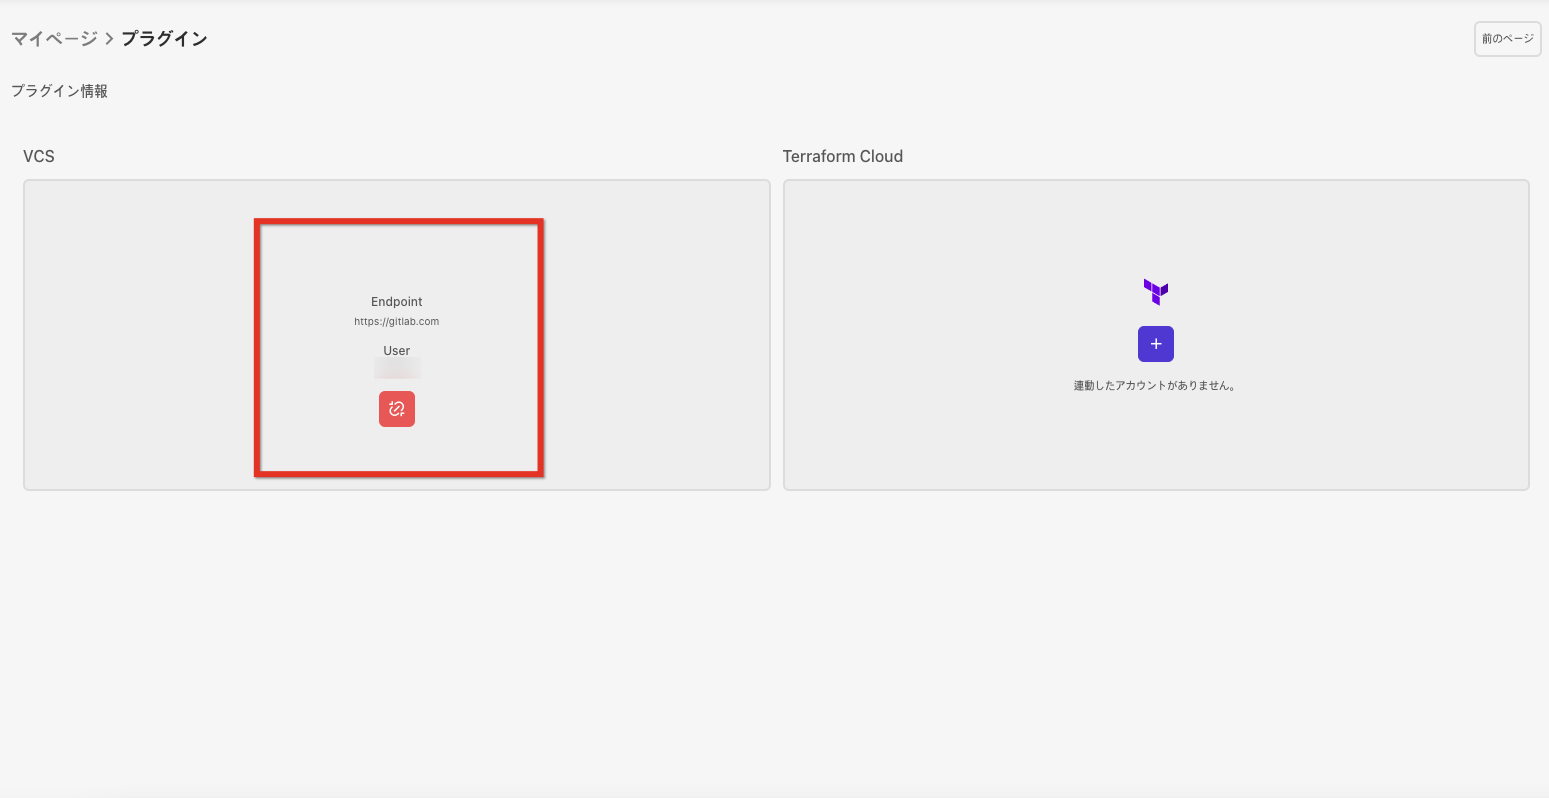 マイページ > プラグイン
前のページ
プラグイン情報
VCS
Endpoint
https://gitlab.com
User
Terraform Cloud
連動したアカウントがありません。